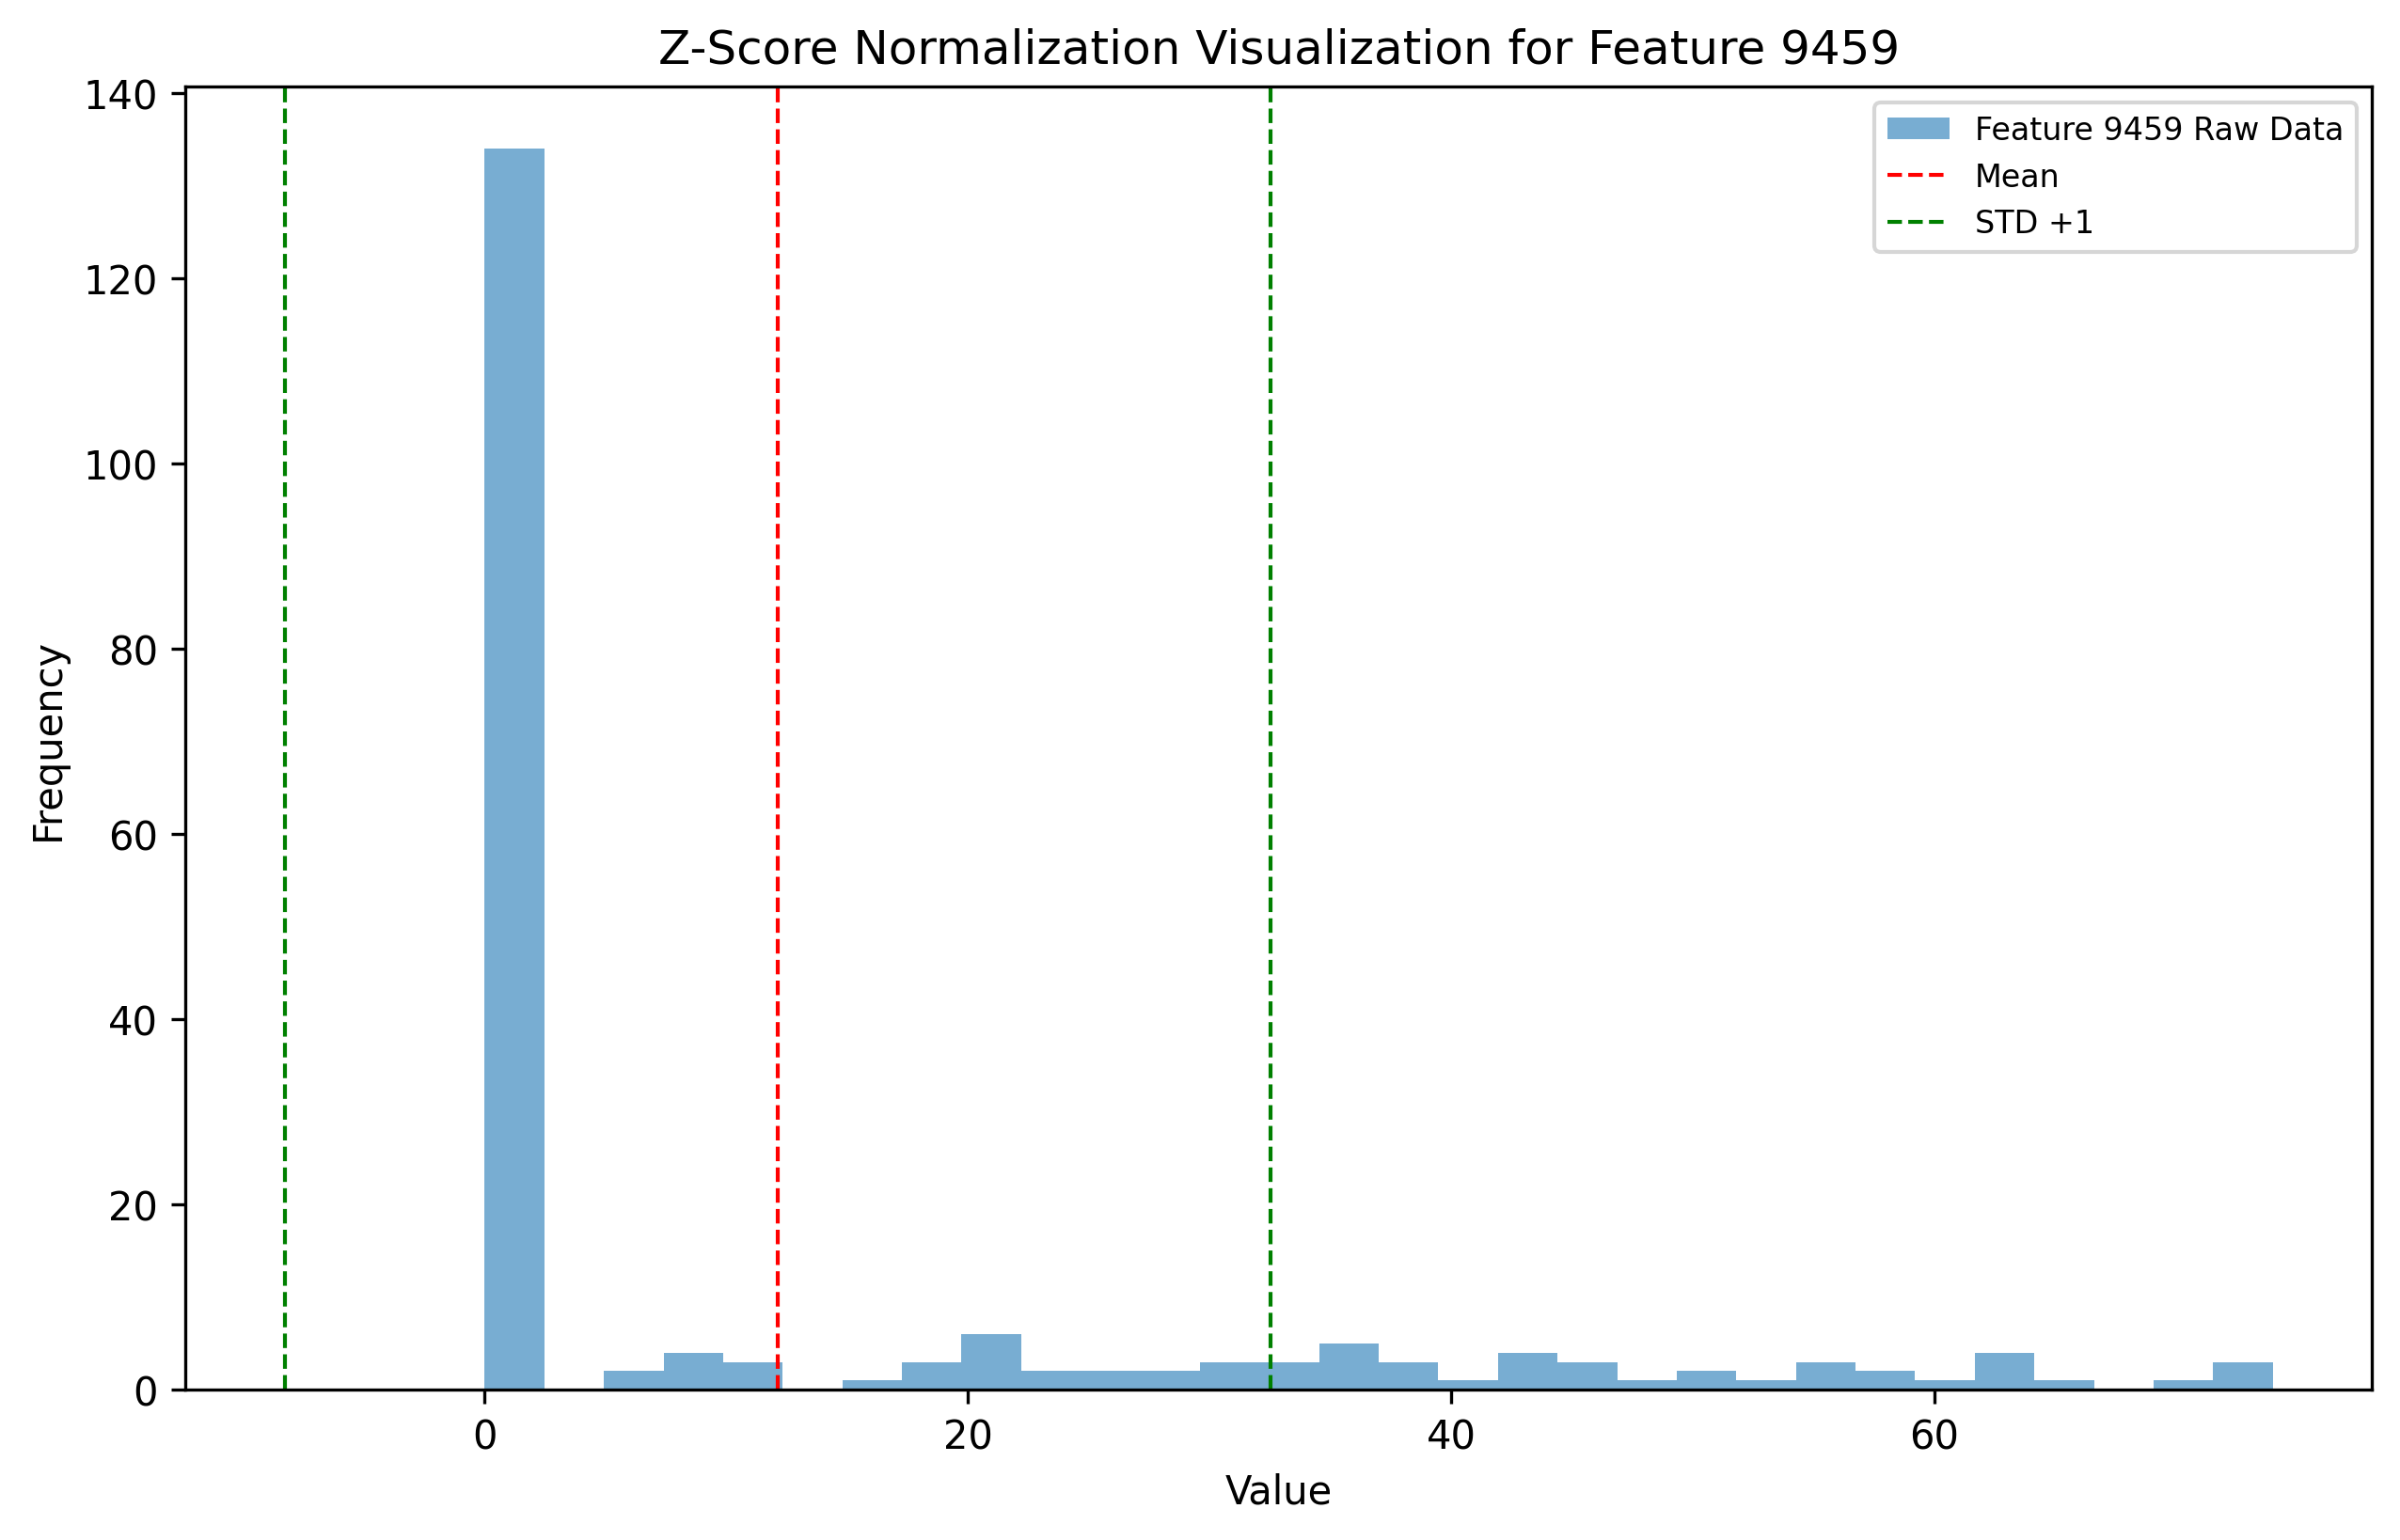 Z-Score Normalization Visualization for Feature 9459
140
120
100
80
60
40
20
0
Frequency
Feature 9459 Raw Data
Mean
STD +1
0 20 40 60
Value